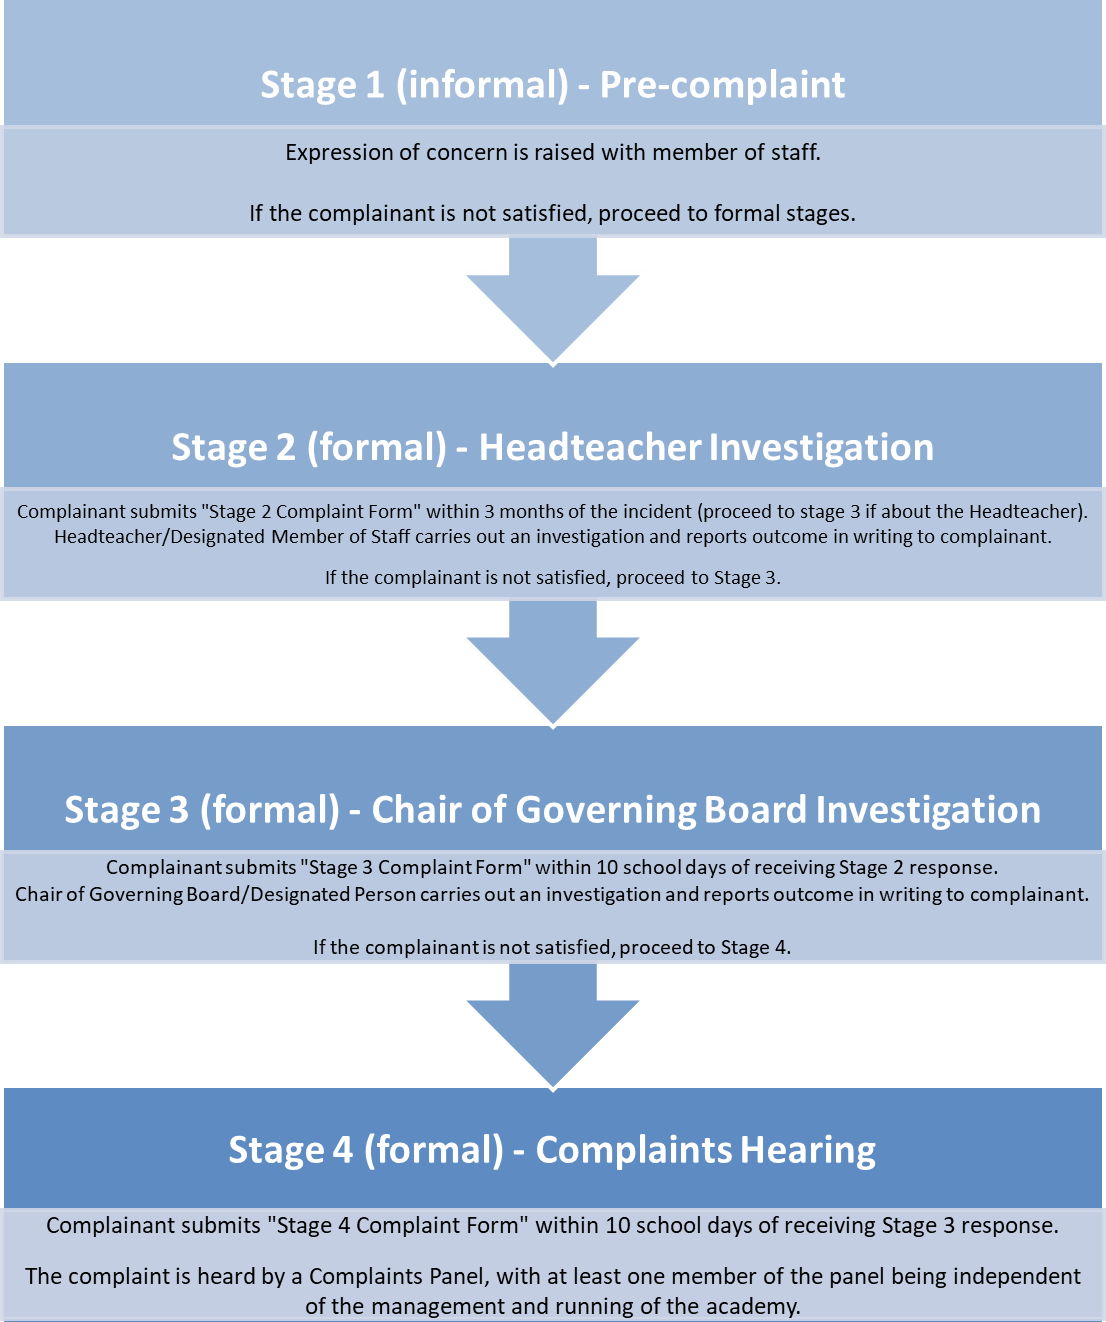 Stage 1 (informal) - Pre-complaint
Expression of concern is raised with member of staff.
If the complainant is not satisfied, proceed to formal stages.
Stage 2 (formal) - Headteacher Investigation
Complainant submits "Stage 2 Complaint Form" within 3 months of the incident (proceed to stage 3 if about the Headteacher).
Headteacher/Designated Member of Staff carries out an investigation and reports outcome in writing to complainant.
If the complainant is not satisfied, proceed to Stage 3.
Stage 3 (formal) - Chair of Governing Board Investigation
Complainant submits "Stage 3 Complaint Form" within 10 school days of receiving Stage 2 response.
Chair of Governing Board/Designated Person carries out an investigation and reports outcome in writing to complainant.
If the complainant is not satisfied, proceed to Stage 4.
Stage 4 (formal) - Complaints Hearing
Complainant submits "Stage 4 Complaint Form" within 10 school days of receiving Stage 3 response.
The complaint is heard by a Complaints Panel, with at least one member of the panel being independent
of the management and running of the academy.